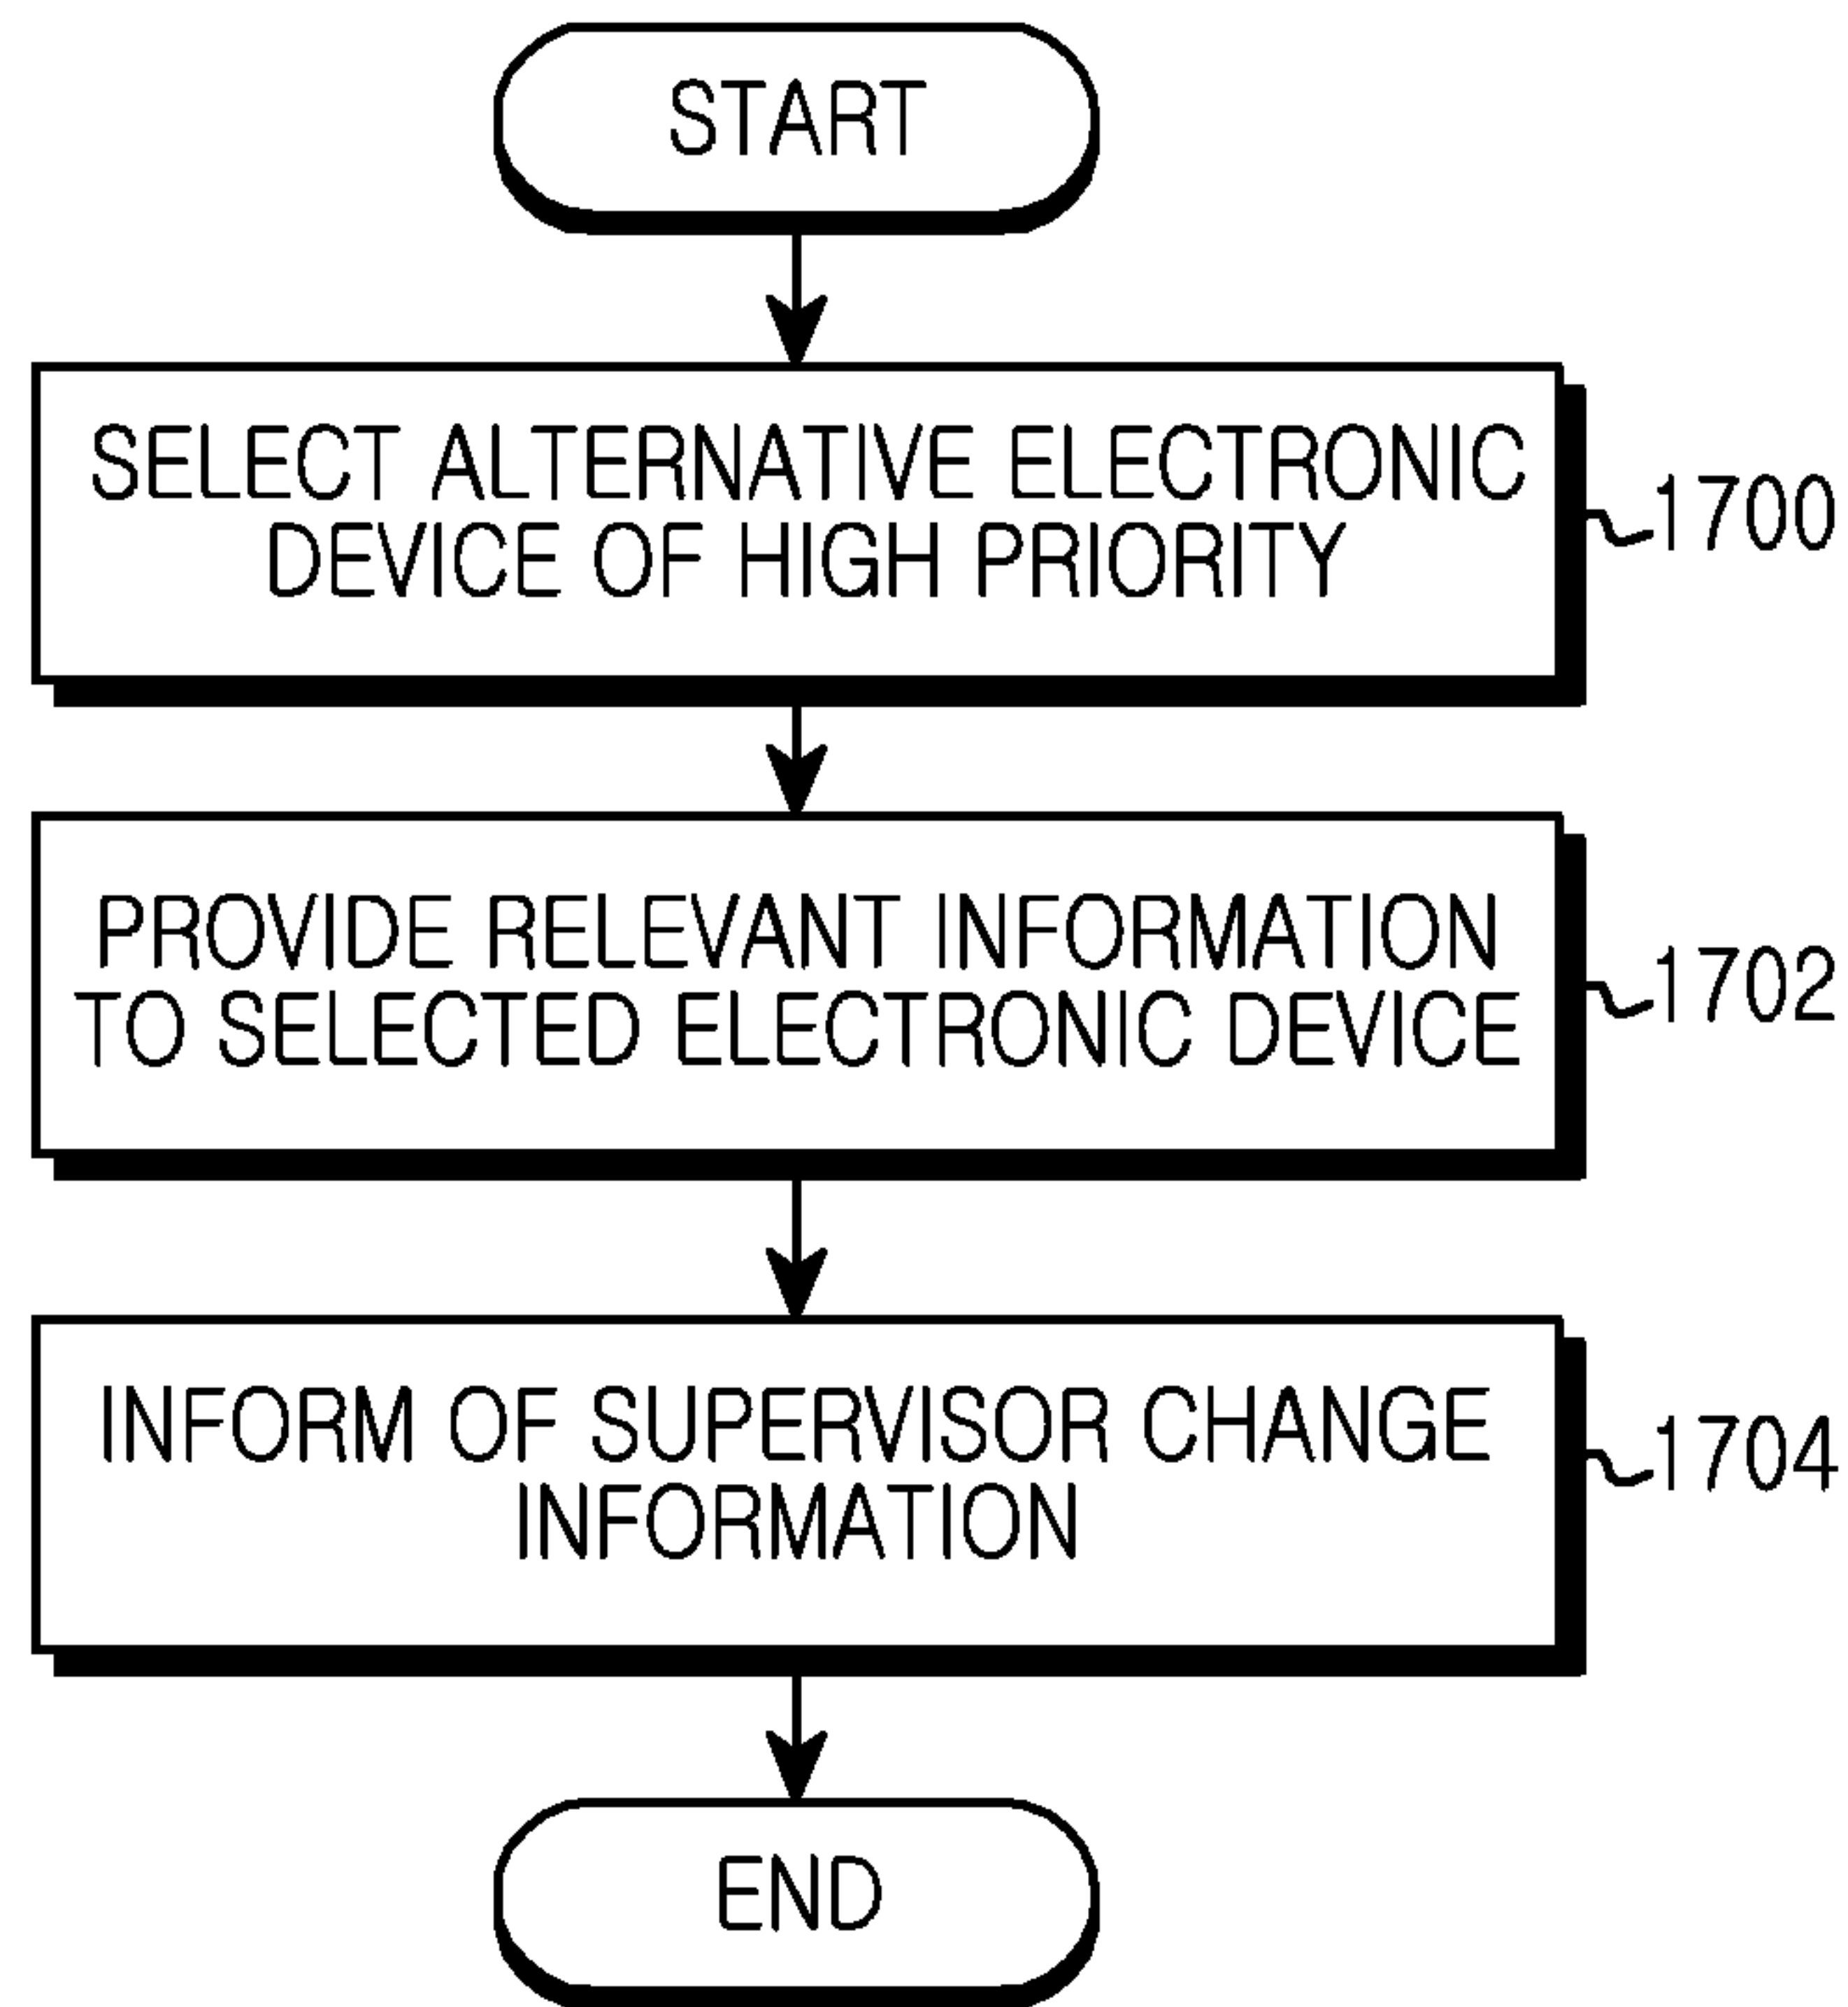 START
SELECT ALTERNATIVE ELECTRONIC
DEVICE OF HIGH PRIORITY
1700
PROVIDE RELEVANT INFORMATION
TO SELECTED ELECTRONIC DEVICE
1702
INFORM OF SUPERVISOR CHANGE
INFORMATION
1704
END